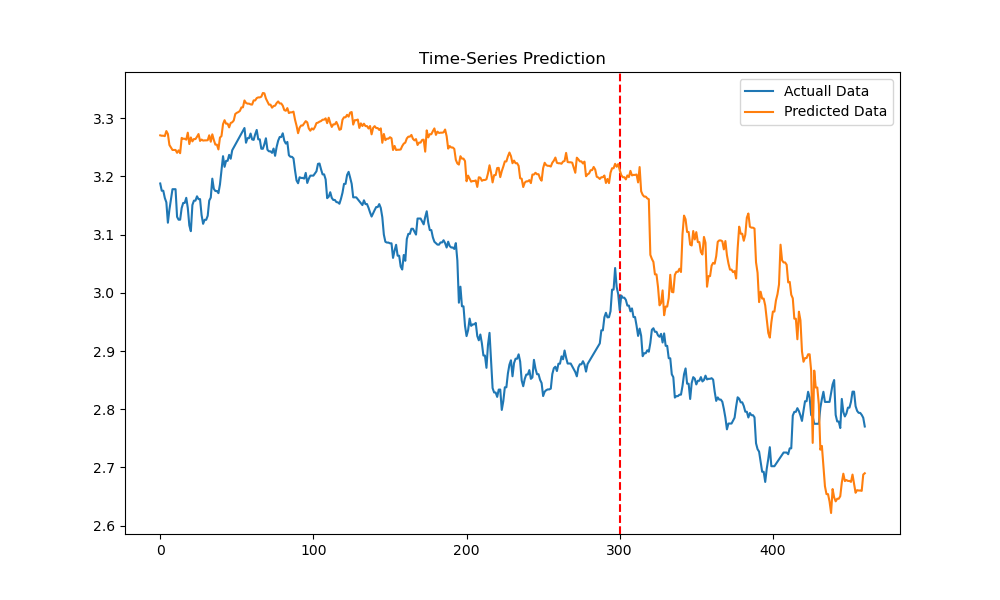 Time-Series Prediction
Actuall Data
Predicted Data
3.3
3.2
3.1
3.0
2.9
2.8
2.7
2.6
0 100 200 300 400